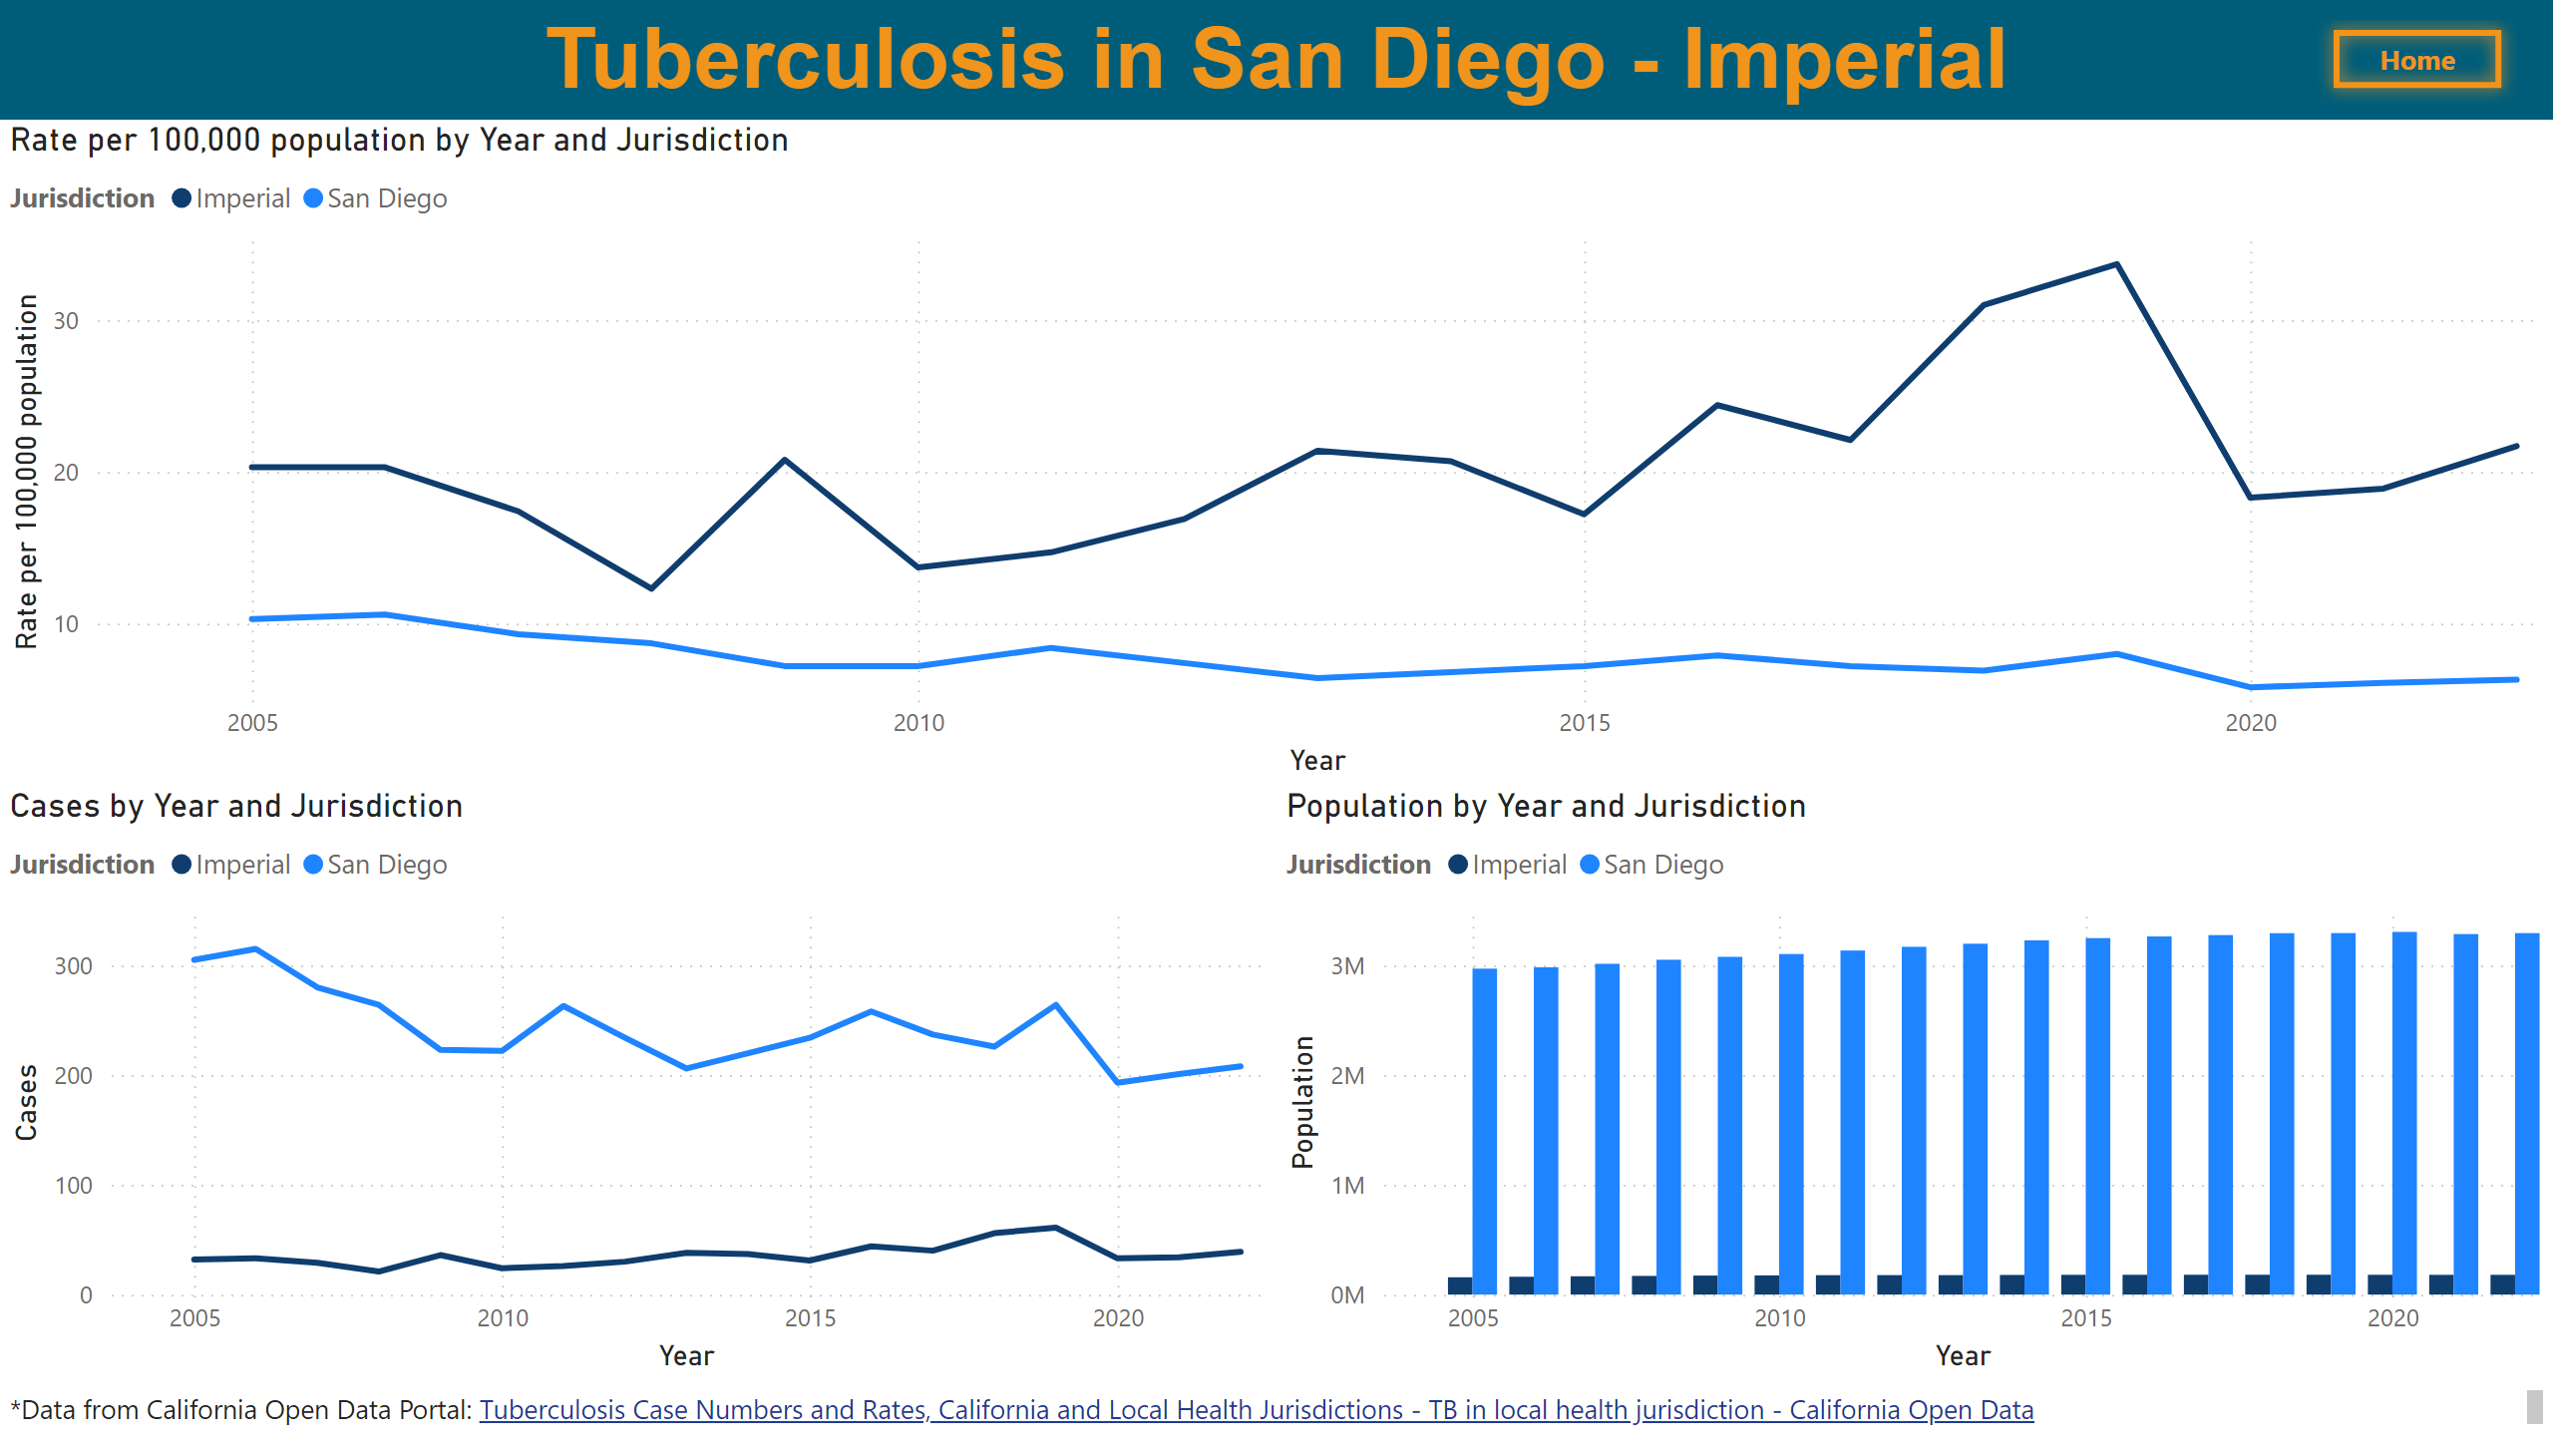 Tuberculosis in San Diego - Imperial
Home
Rate per 100,000 population by Year and Jurisdiction
Jurisdiction Imperial San Diego
Rate per 100,000 population
30
20
10
2005 2010 2015 2020
Year
Cases by Year and Jurisdiction
Jurisdiction Imperial San Diego
Cases
300
200
100
0
2005 2010 2015 2020
Year
Population by Year and Jurisdiction
Jurisdiction Imperial San Diego
Population
3M
2M
1M
0M
2005 2010 2015 2020
Year
*Data from California Open Data Portal: Tuberculosis Case Numbers and Rates, California and Local Health Jurisdictions - TB in local health jurisdiction - California Open Data